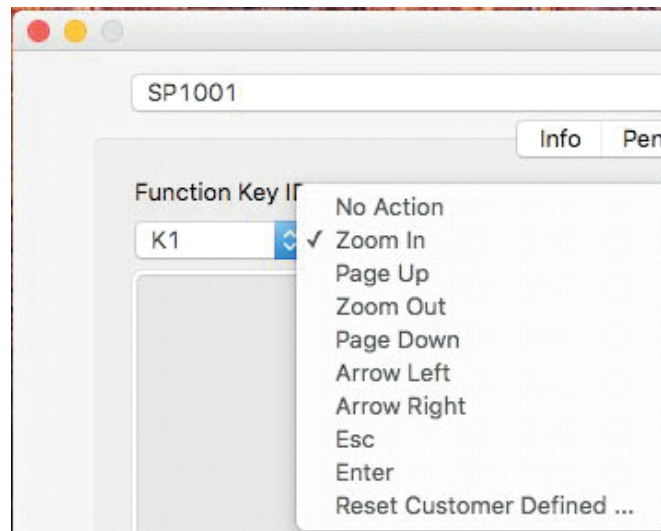 SP1001
Info Pen
Function Key ID
K1
No Action
✓ Zoom In
Page Up
Zoom Out
Page Down
Arrow Left
Arrow Right
Esc
Enter
Reset Customer Defined ...